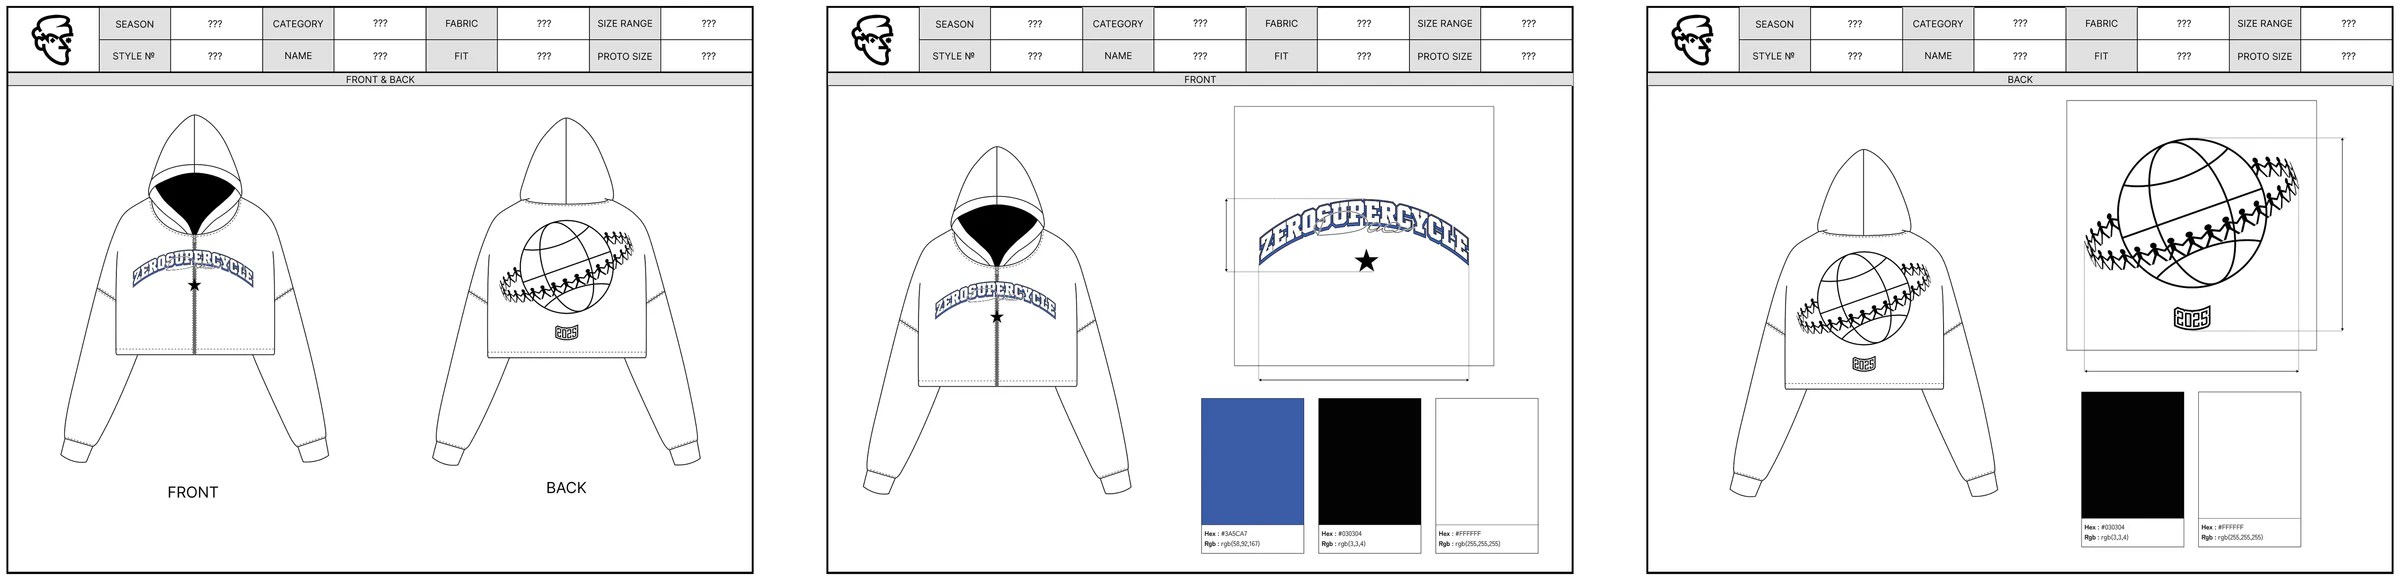 SEASON ??? CATEGORY ??? FABRIC ??? SIZE RANGE ???
STYLE № ??? NAME ??? FIT ??? PROTO SIZE ???
FRONT & BACK
ZEROSUPERCYCLE
2025
FRONT
BACK
SEASON ??? CATEGORY ??? FABRIC ??? SIZE RANGE ???
STYLE № ??? NAME ??? FIT ??? PROTO SIZE ???
FRONT
ZEROSUPERCYCLE
ZEROSUPERCYCLE
Hex : #3A5CA7
Rgb : rgb(58,92,167)
Hex : #030304
Rgb : rgb(3,3,4)
Hex : #FFFFFF
Rgb : rgb(255,255,255)
SEASON ??? CATEGORY ??? FABRIC ??? SIZE RANGE ???
STYLE № ??? NAME ??? FIT ??? PROTO SIZE ???
BACK
2025
2025
Hex : #030304
Rgb : rgb(3,3,4)
Hex : #FFFFFF
Rgb : rgb(255,255,255)